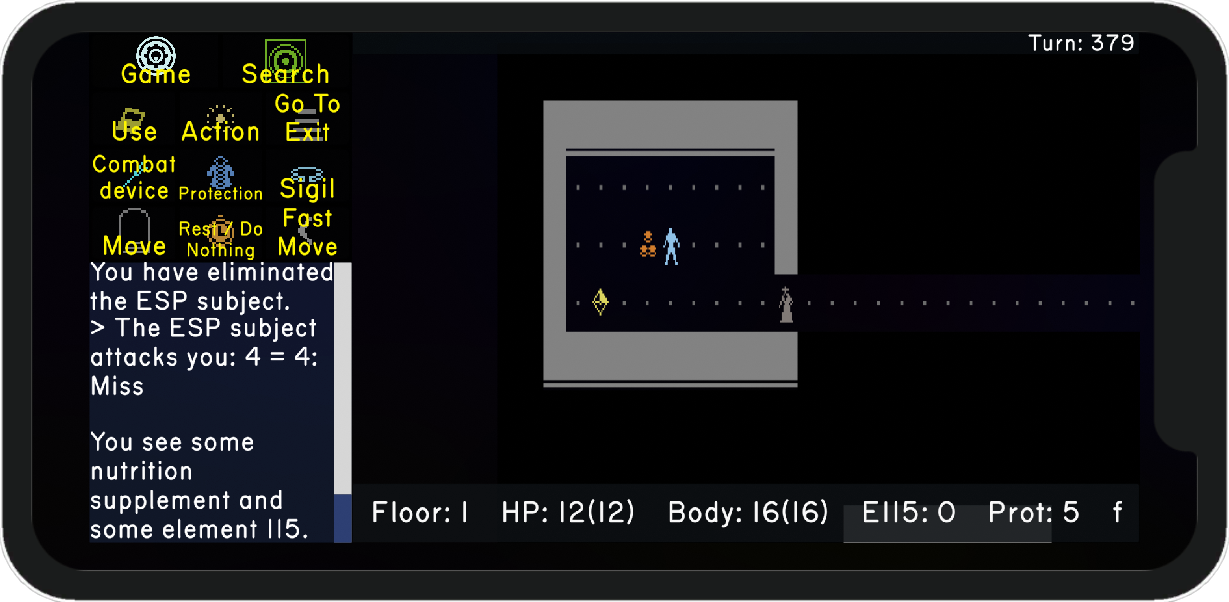 Turn: 379
Game
Search
Use
Action
Go To
Exit
Combat
device
Protection
Sigil
Move
Rest / Do
Nothing
Fast
Move
You have eliminated
the ESP subject.
> The ESP subject
attacks you: 4 = 4:
Miss
You see some
nutrition
supplement and
some element 115.
Floor: 1 HP: 12(12) Body: 16(16) E115: 0 Prot: 5 f